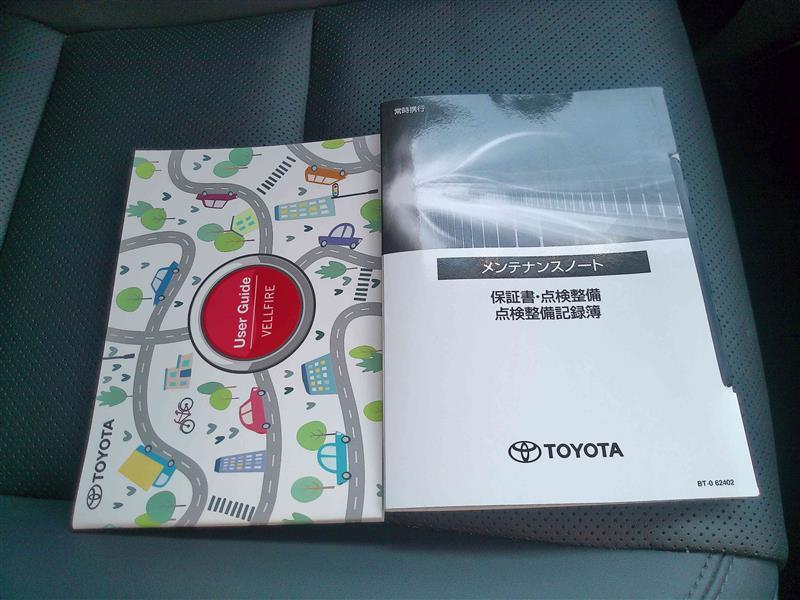 User Guide
VELLFIRE
TOYOTA
常時携行
メンテナンスノート
保証書・点検整備
点検整備記録簿
TOYOTA
BT-0 62402